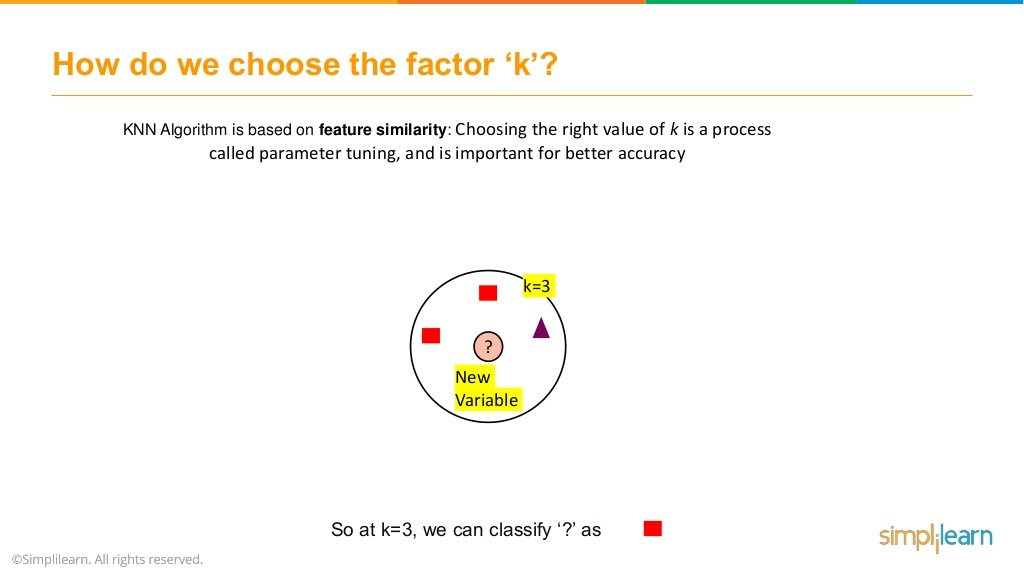 How do we choose the factor ‘k’?
KNN Algorithm is based on feature similarity: Choosing the right value of k is a process
called parameter tuning, and is important for better accuracy
k=3
?
New
Variable
So at k=3, we can classify ‘?’ as
simplilearn
©Simplilearn. All rights reserved.